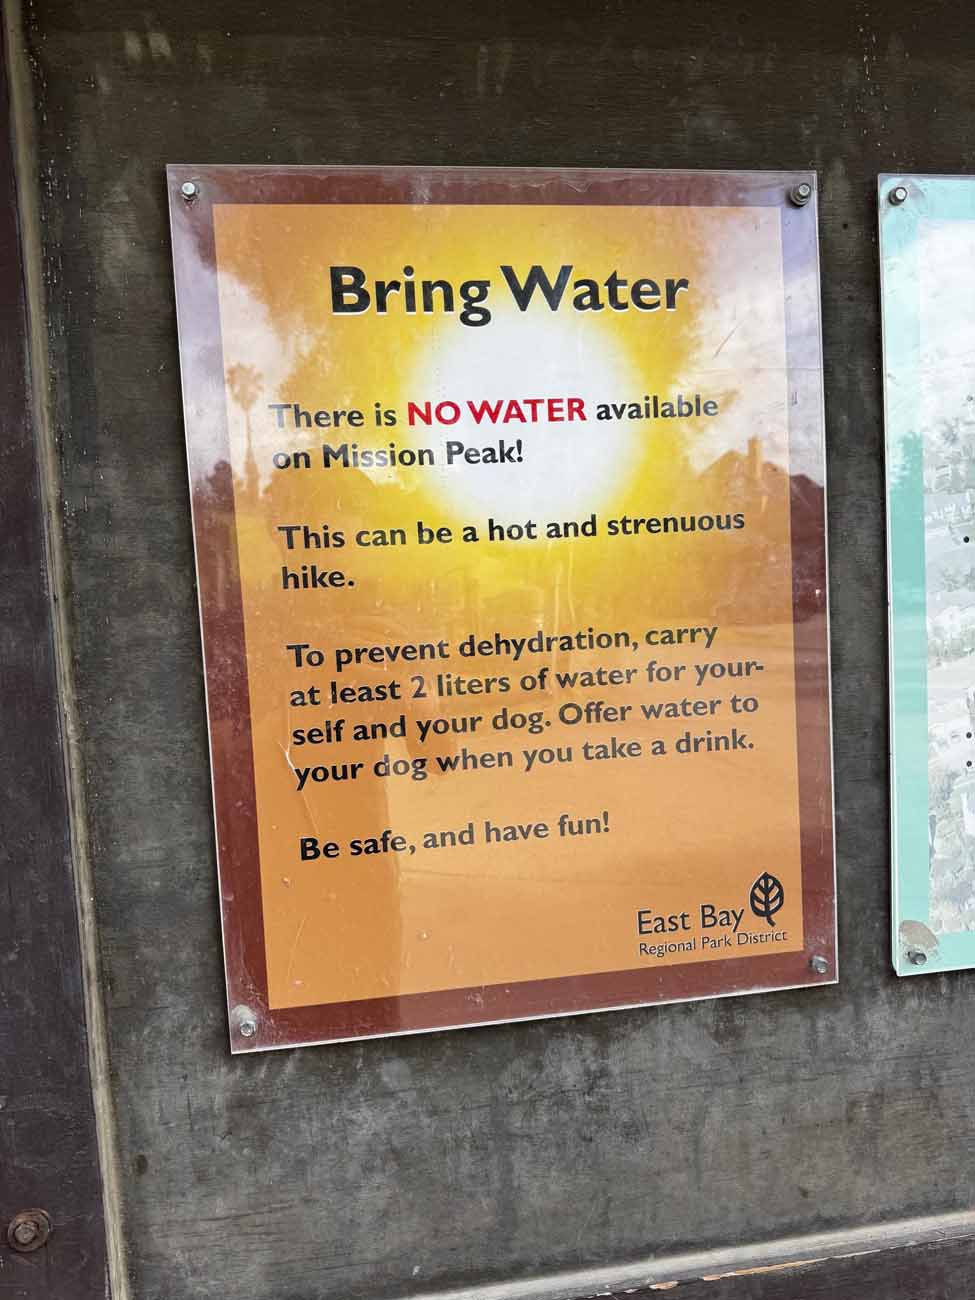 Bring Water
There is NO WATER available
on Mission Peak!
This can be a hot and strenuous
hike.
To prevent dehydration, carry
at least 2 liters of water for your-
self and your dog. Offer water to
your dog when you take a drink.
Be safe, and have fun!
East Bay
Regional Park District